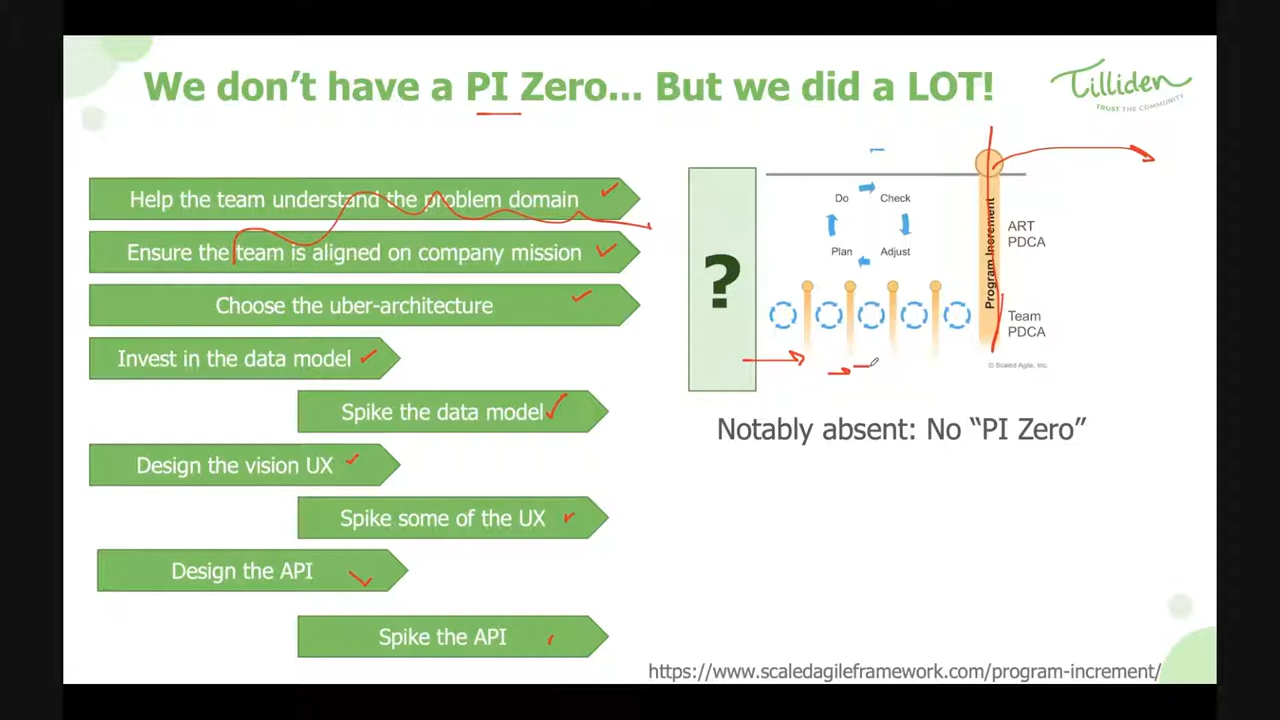 We don't have a PI Zero... But we did a LOT!
Tilliden
TRUST THE COMMUNITY
Help the team understand the problem domain
Ensure the team is aligned on company mission
Choose the uber-architecture
Invest in the data model
Spike the data model
Design the vision UX
Spike some of the UX
Design the API
Spike the API
?
Do
Check
Plan
Adjust
Program Increment
ART
PDCA
Team
PDCA
© Scaled Agile, Inc.
Notably absent: No “PI Zero”
https://www.scaledagileframework.com/program-increment/